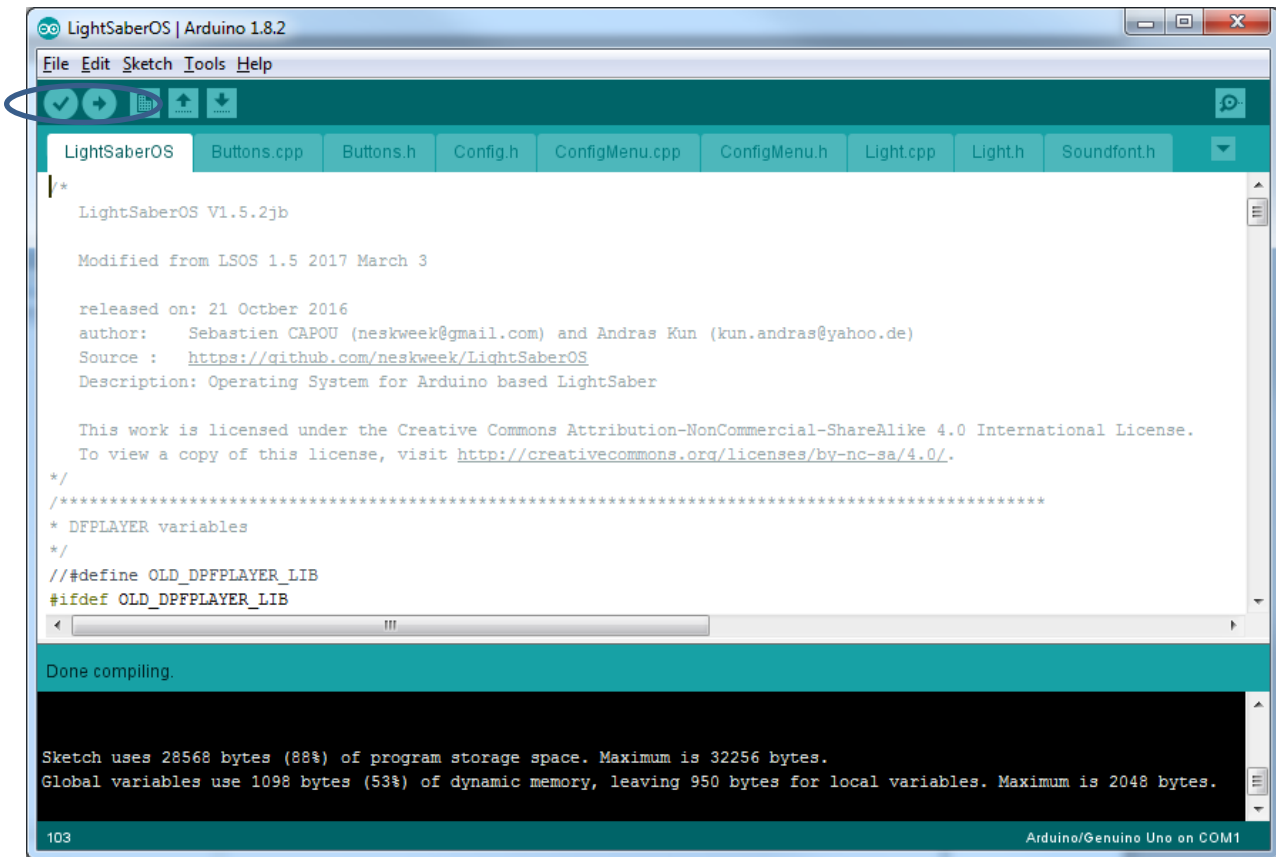 LightSaberOS | Arduino 1.8.2
File Edit Sketch Tools Help
LightSaberOS Buttons.cpp Buttons.h Config.h ConfigMenu.cpp ConfigMenu.h Light.cpp Light.h Soundfont.h
/*
LightSaberOS V1.5.2jb
Modified from LSOS 1.5 2017 March 3
released on: 21 Octber 2016
author: Sebastien CAPOU (neskweek@gmail.com) and Andras Kun (kun.andras@yahoo.de)
Source : https://github.com/neskweek/LightSaberOS
Description: Operating System for Arduino based LightSaber
This work is licensed under the Creative Commons Attribution-NonCommercial-ShareAlike 4.0 International License.
To view a copy of this license, visit http://creativecommons.org/licenses/by-nc-sa/4.0/.
*/
/***************************************************************************************************
* DFPLAYER variables
*/
//#define OLD_DPFPLAYER_LIB
#ifdef OLD_DPFPLAYER_LIB
Done compiling.
Sketch uses 28568 bytes (88%) of program storage space. Maximum is 32256 bytes.
Global variables use 1098 bytes (53%) of dynamic memory, leaving 950 bytes for local variables. Maximum is 2048 bytes.
103 Arduino/Genuino Uno on COM1